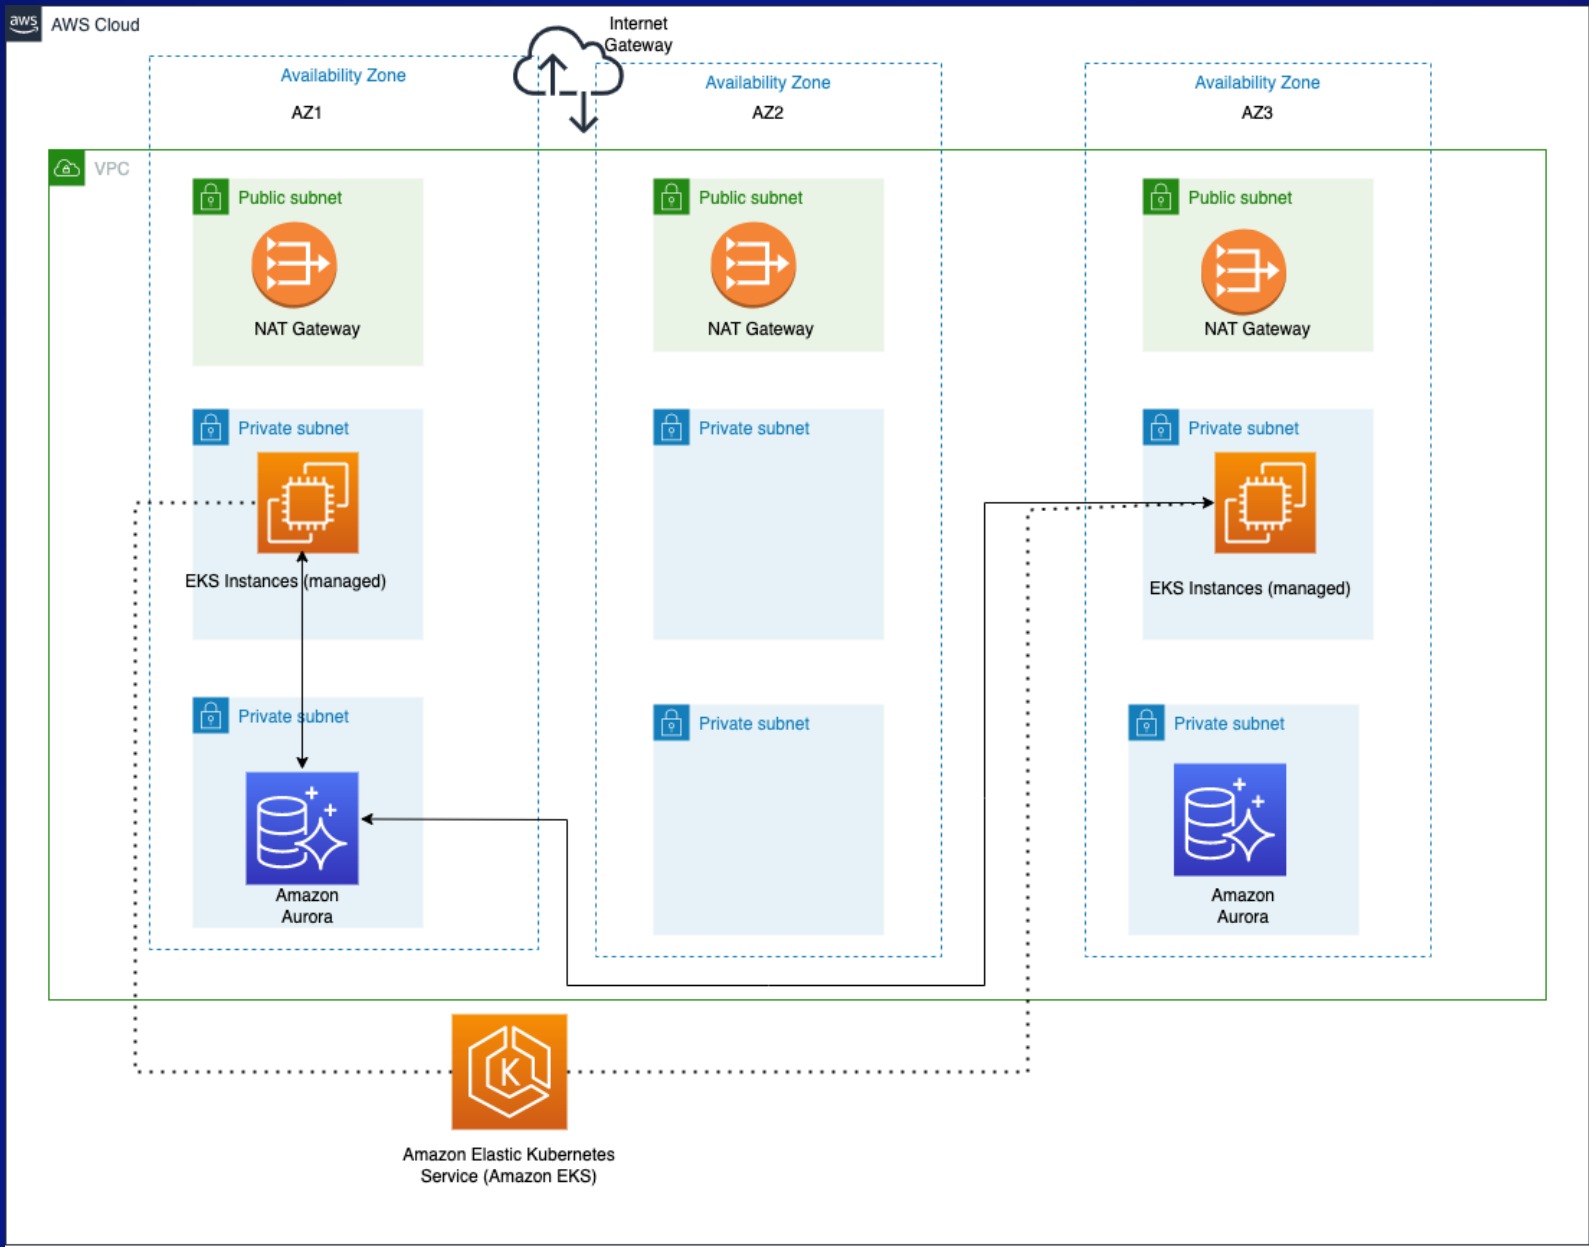 aws
AWS Cloud
Internet
Gateway
Availability Zone
AZ1
Availability Zone
AZ2
Availability Zone
AZ3
VPC
Public subnet
NAT Gateway
Public subnet
NAT Gateway
Public subnet
NAT Gateway
Private subnet
EKS Instances (managed)
Private subnet
Private subnet
EKS Instances (managed)
Private subnet
Amazon
Aurora
Private subnet
Private subnet
Amazon
Aurora
K
Amazon Elastic Kubernetes
Service (Amazon EKS)